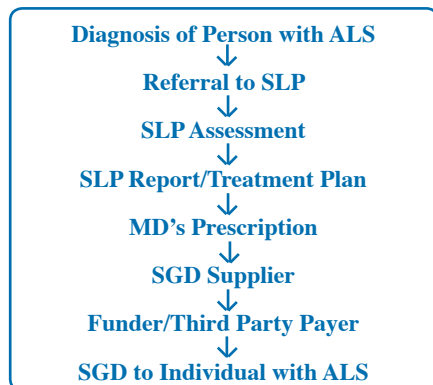 Diagnosis of Person with ALS
Referral to SLP
SLP Assessment
SLP Report/Treatment Plan
MD's Prescription
SGD Supplier
Funder/Third Party Payer
SGD to Individual with ALS